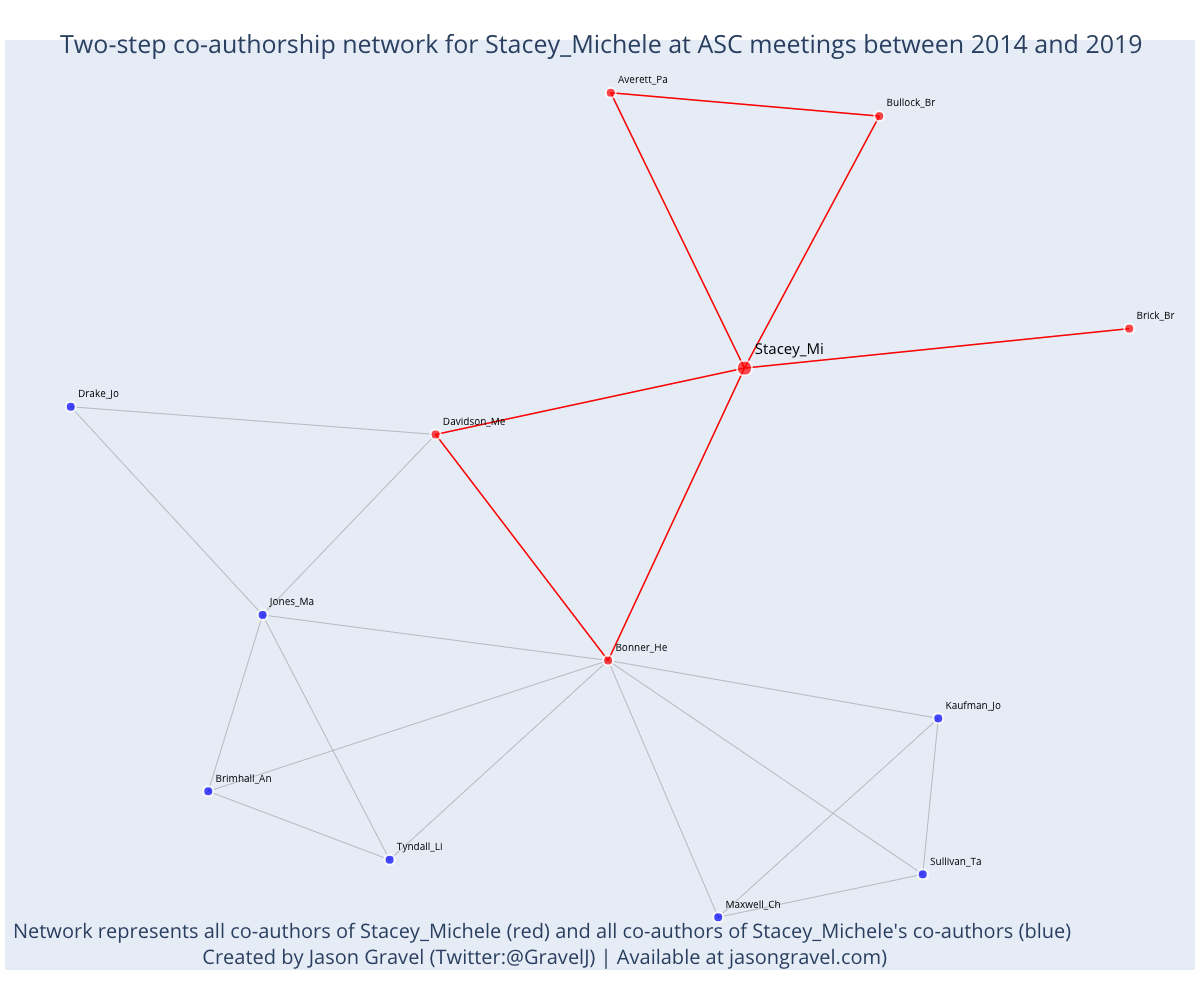 Two-step co-authorship network for Stacey_Michele at ASC meetings between 2014 and 2019
Averett_Pa
Bullock_Br
Brick_Br
Stacey_Mi
Drake_Jo
Davidson_Me
Jones_Ma
Bonner_He
Kaufman_Jo
Brimhall_An
Tyndall_Li
Sullivan_Ta
Maxwell_Ch
Network represents all co-authors of Stacey_Michele (red) and all co-authors of Stacey_Michele's co-authors (blue)
Created by Jason Gravel (Twitter:@GravelJ) | Available at jasongravel.com)